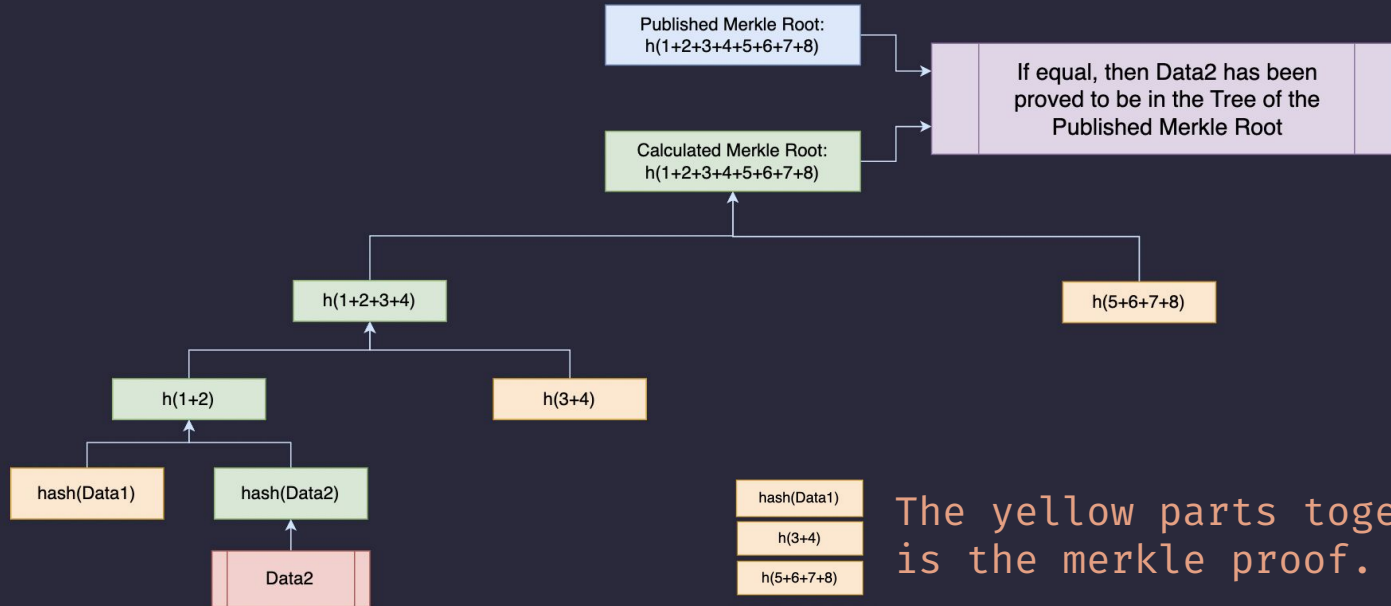 Published Merkle Root:
h(1+2+3+4+5+6+7+8)
If equal, then Data2 has been
proved to be in the Tree of the
Published Merkle Root
Calculated Merkle Root:
h(1+2+3+4+5+6+7+8)
h(1+2+3+4)
h(5+6+7+8)
h(1+2)
h(3+4)
hash(Data1)
hash(Data2)
Data2
hash(Data1)
h(3+4)
h(5+6+7+8)
The yellow parts toge
is the merkle proof.